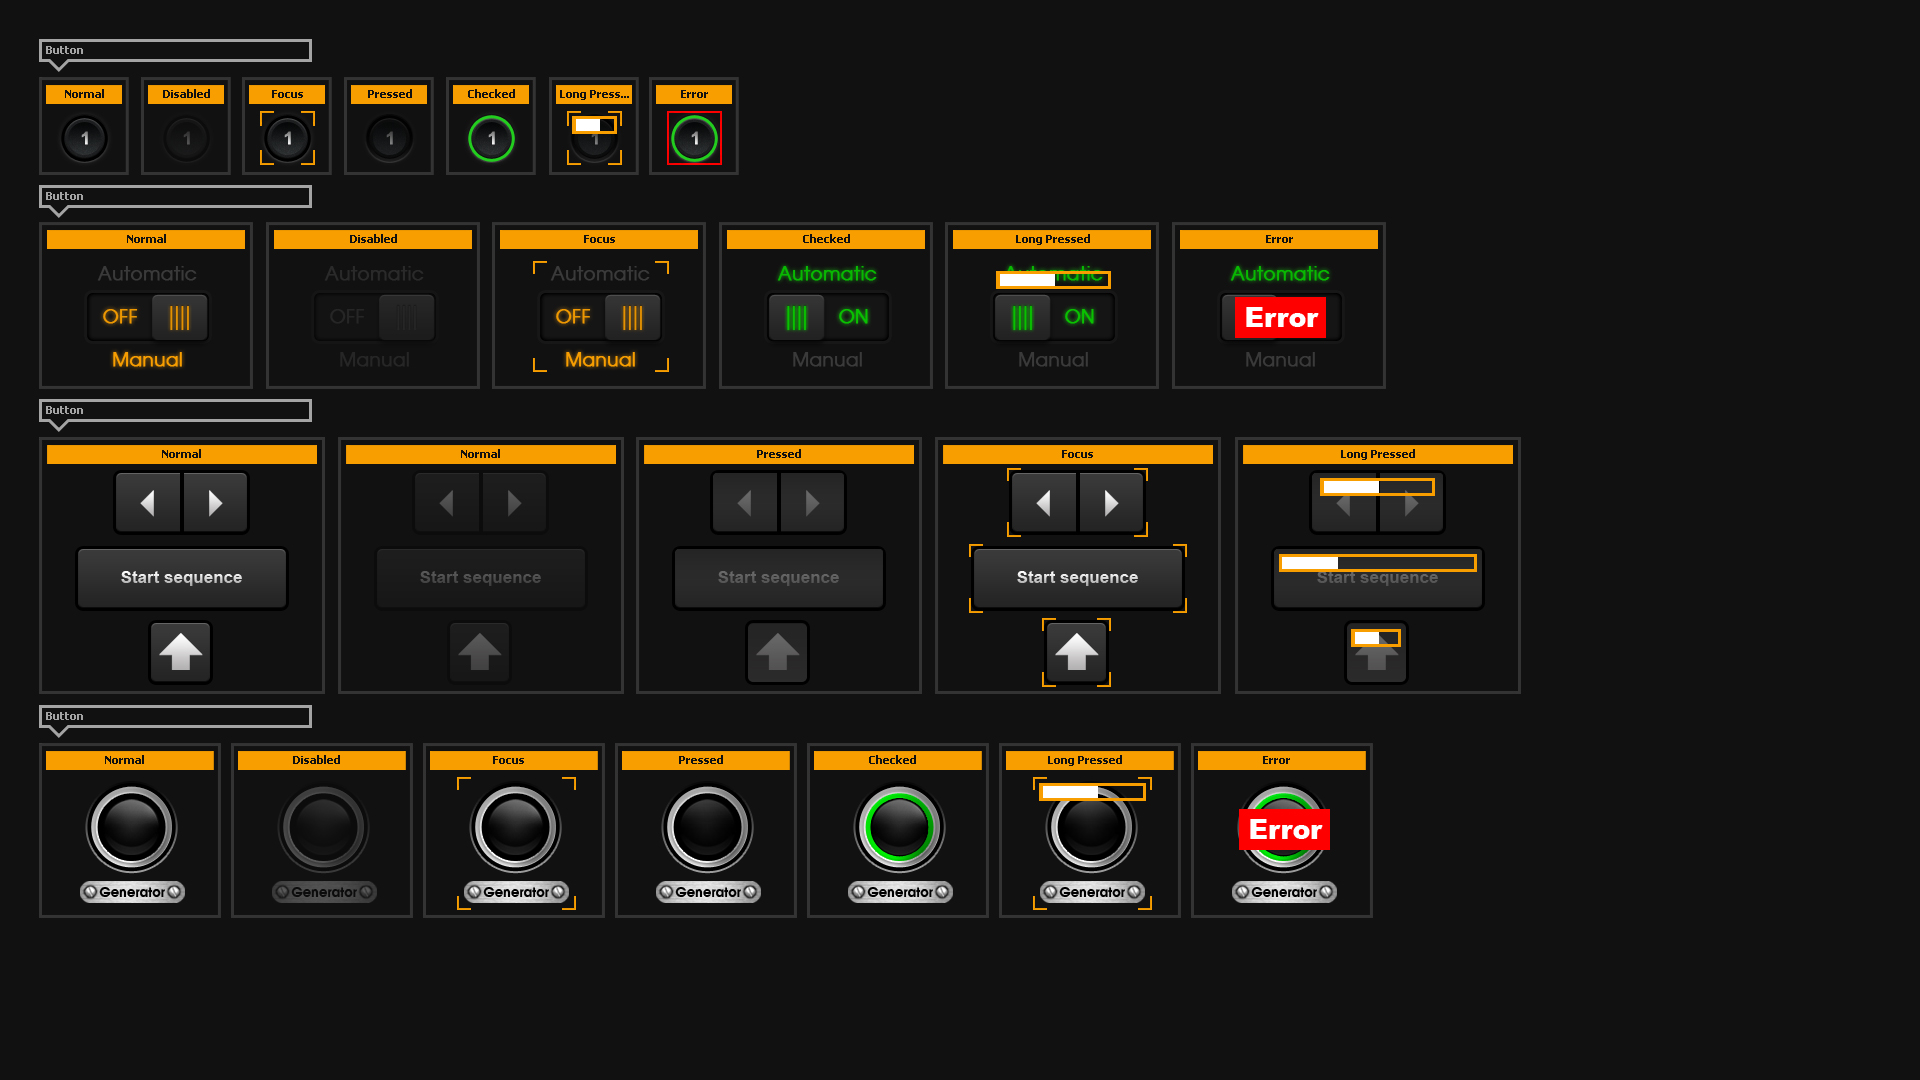 Button
Normal Disabled Focus Pressed Checked Long Press... Error
1 1 1 1 1 1 1
Button
Normal Disabled Focus Checked Long Pressed Error
Automatic Automatic Automatic Automatic Automatic Automatic
OFF OFF OFF ON ON Error
Manual Manual Manual Manual Manual Manual
Button
Normal Normal Pressed Focus Long Pressed
Start sequence Start sequence Start sequence Start sequence Start sequence
Button
Normal Disabled Focus Pressed Checked Long Pressed Error
Error
Generator Generator Generator Generator Generator Generator Generator